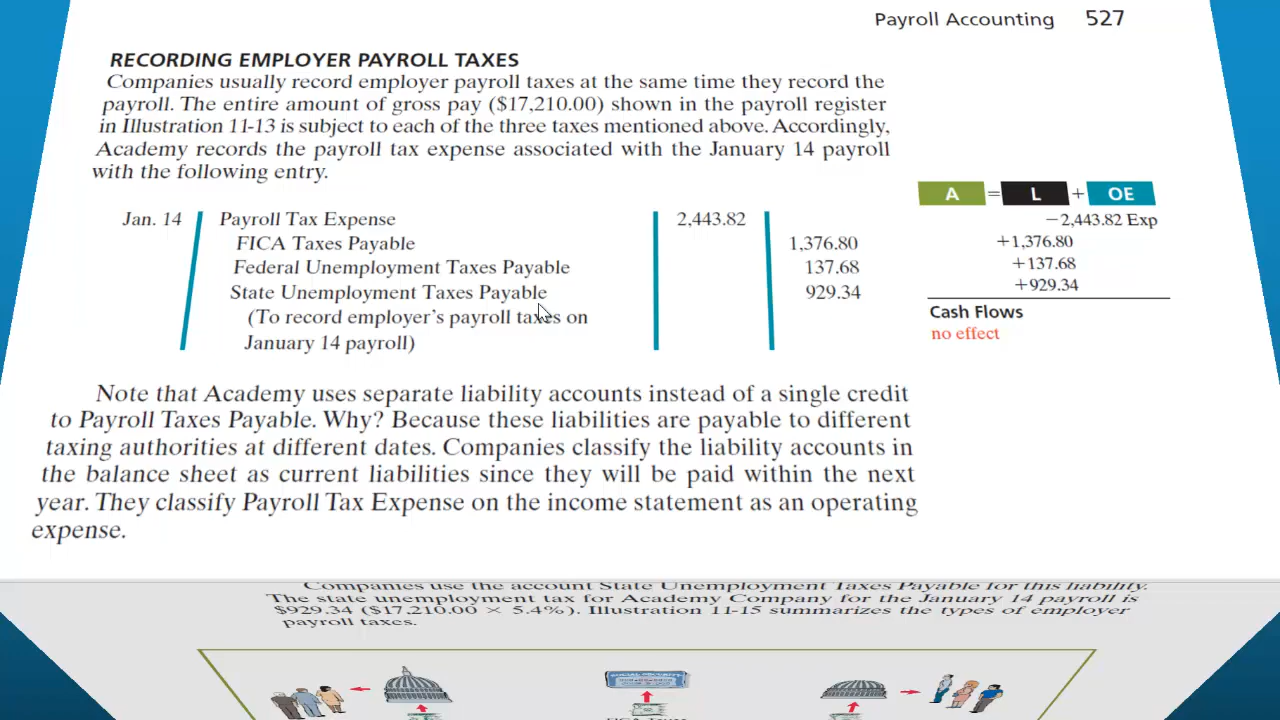 Payroll Accounting 527
RECORDING EMPLOYER PAYROLL TAXES
Companies usually record employer payroll taxes at the same time they record the
payroll. The entire amount of gross pay ($17,210.00) shown in the payroll register
in Illustration 11-13 is subject to each of the three taxes mentioned above. Accordingly,
Academy records the payroll tax expense associated with the January 14 payroll
with the following entry.
A = L + OE
Jan. 14 Payroll Tax Expense 2,443.82
−2,443.82 Exp
FICA Taxes Payable 1,376.80
+1,376.80
Federal Unemployment Taxes Payable 137.68
+137.68
State Unemployment Taxes Payable 929.34
+929.34
(To record employer's payroll taxes on
January 14 payroll)
Cash Flows
no effect
Note that Academy uses separate liability accounts instead of a single credit
to Payroll Taxes Payable. Why? Because these liabilities are payable to different
taxing authorities at different dates. Companies classify the liability accounts in
the balance sheet as current liabilities since they will be paid within the next
year. They classify Payroll Tax Expense on the income statement as an operating
expense.
Companies use the account State Unemployment Taxes Payable for this liability.
The state unemployment tax for Academy Company for the January 14 payroll is
$929.34 ($17,210.00 × 5.4%). Illustration 11-15 summarizes the types of employer
payroll taxes.
SOCIAL SECURITY